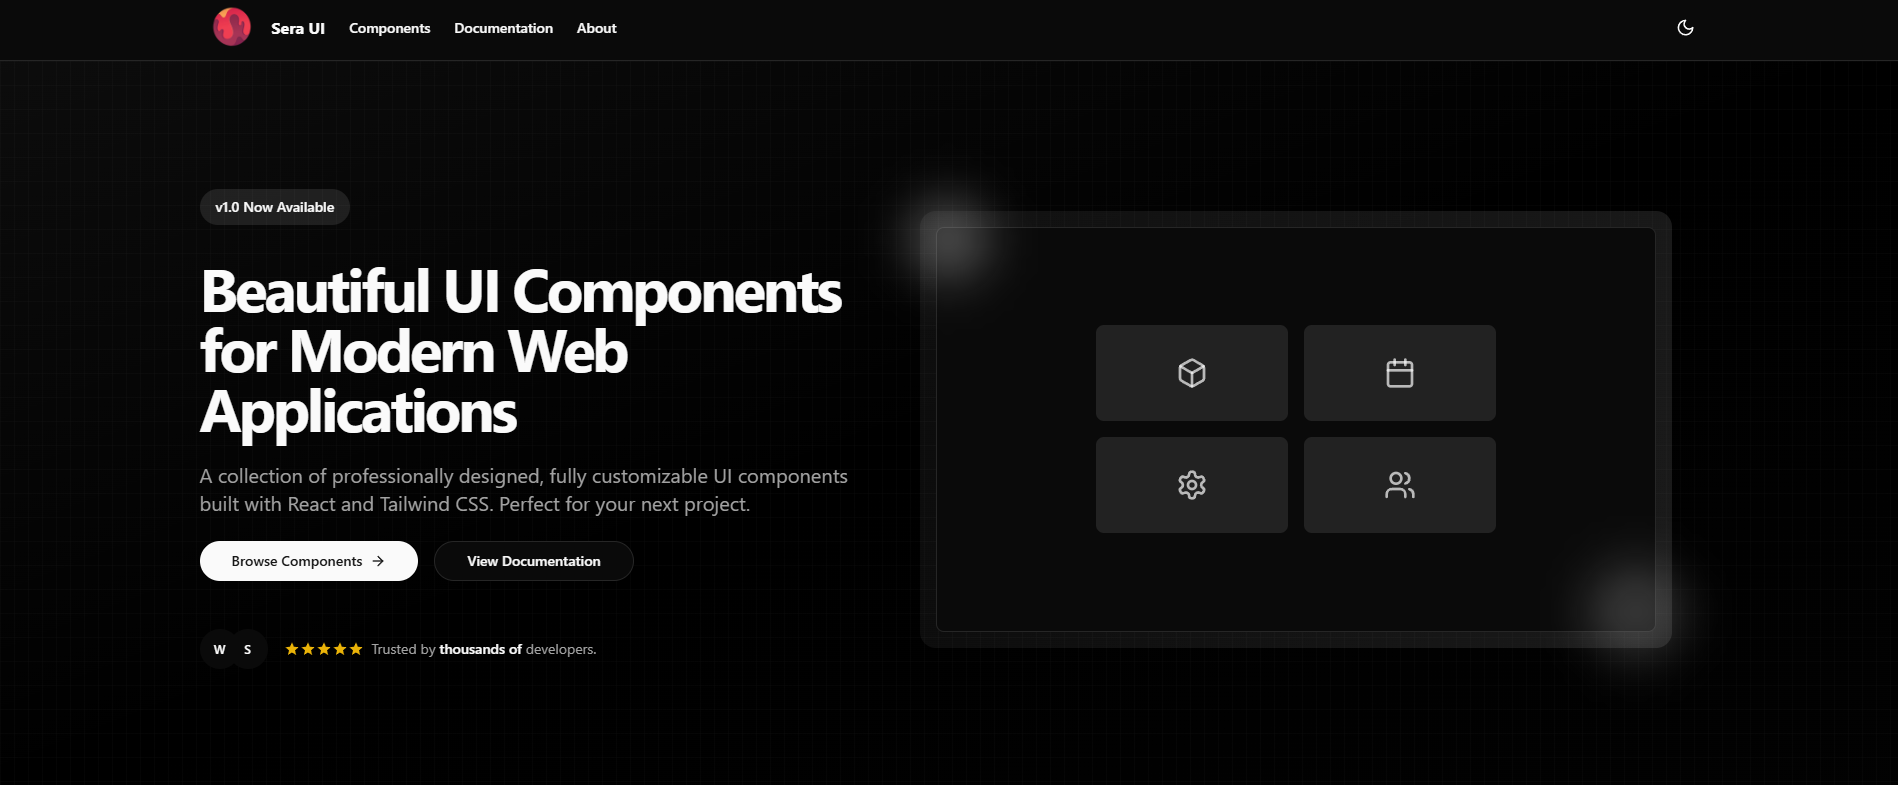 Sera UI Components Documentation About
v1.0 Now Available
Beautiful UI Components
for Modern Web
Applications
A collection of professionally designed, fully customizable UI components
built with React and Tailwind CSS. Perfect for your next project.
Browse Components View Documentation
W S Trusted by thousands of developers.